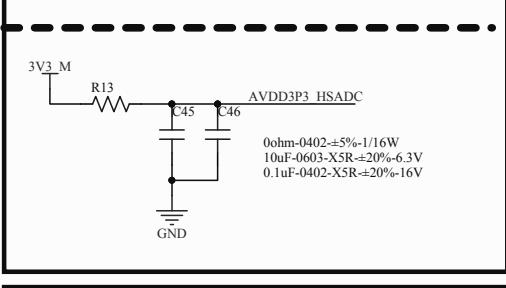 3V3_M
R13
AVDD3P3_HSADC
C45
C46
0ohm-0402-±5%-1/16W
10uF-0603-X5R-±20%-6.3V
0.1uF-0402-X5R-±20%-16V
GND